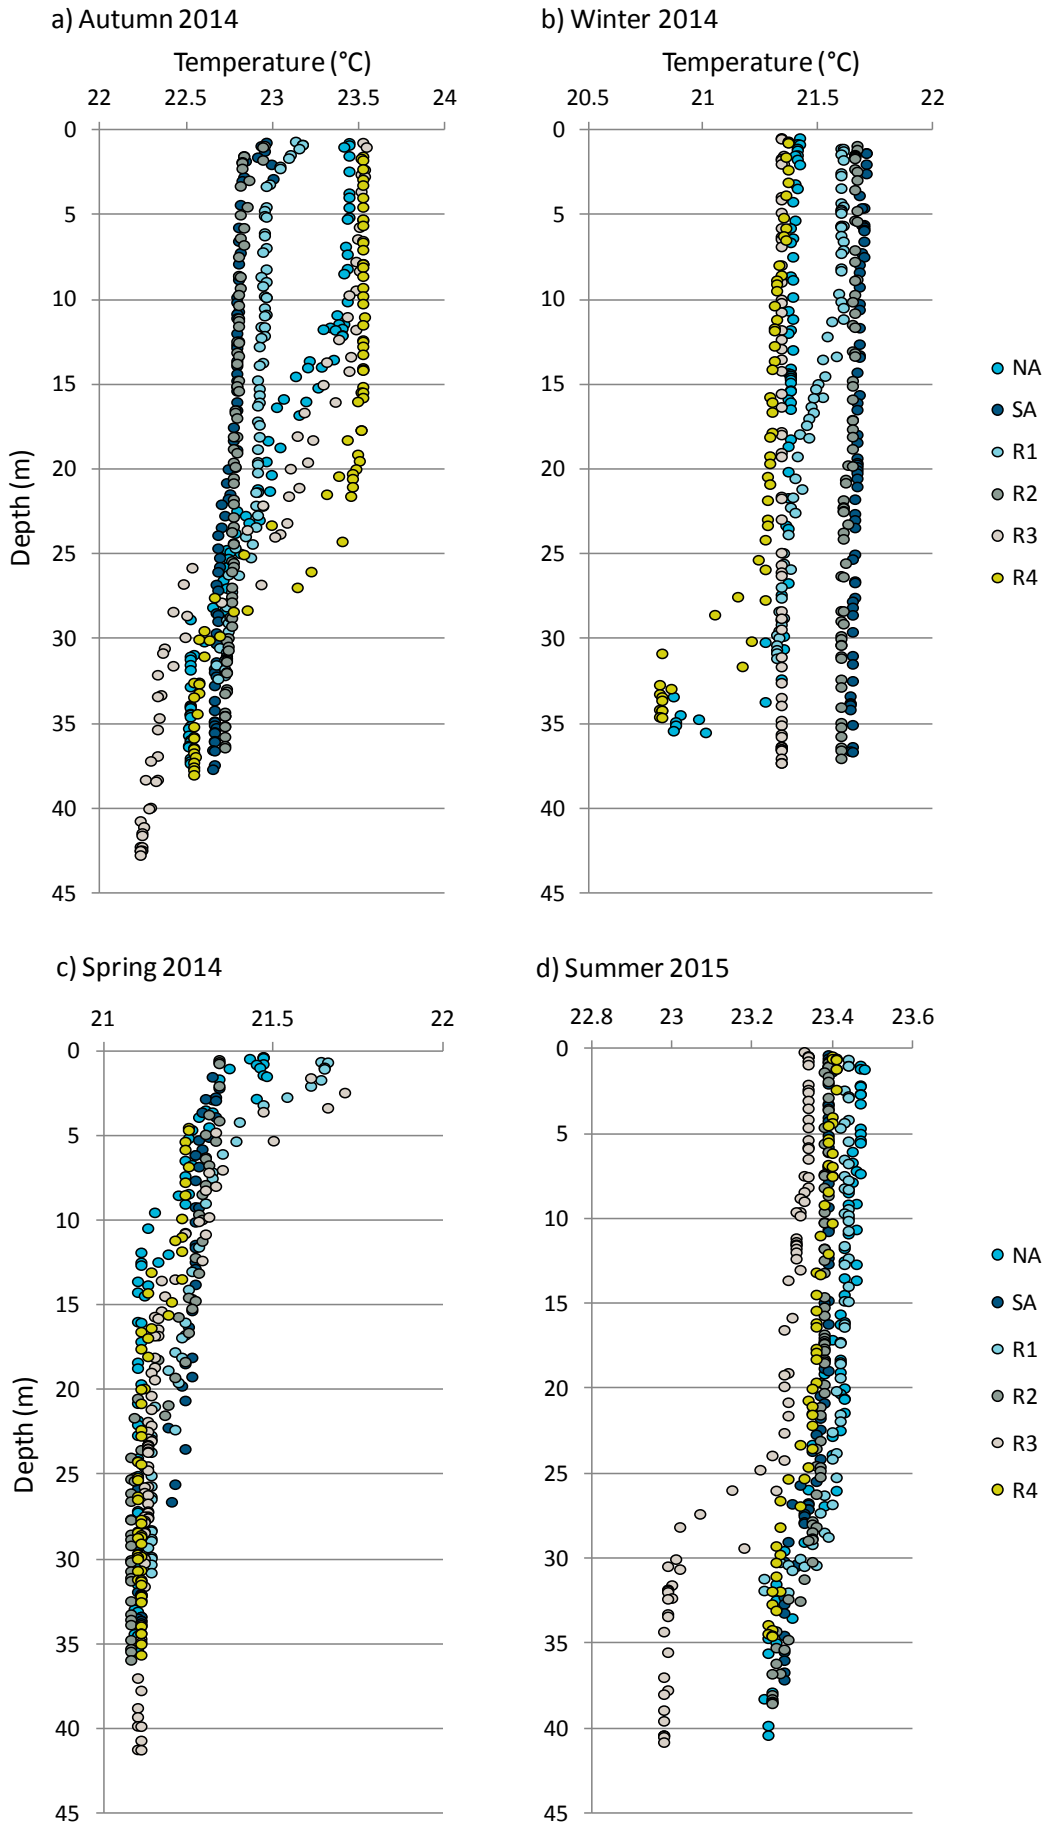 a) Autumn 2014
b) Winter 2014
Temperature (°C)
Temperature (°C)
22 22.5 23 23.5 24
20.5 21 21.5 22
0
5
10
15
20
25
30
35
40
45
Depth (m)
0
5
10
15
20
25
30
35
40
45
NA
SA
R1
R2
R3
R4
c) Spring 2014
d) Summer 2015
21 21.5 22
22.8 23 23.2 23.4 23.6
0
5
10
15
20
25
30
35
40
45
Depth (m)
0
5
10
15
20
25
30
35
40
45
NA
SA
R1
R2
R3
R4